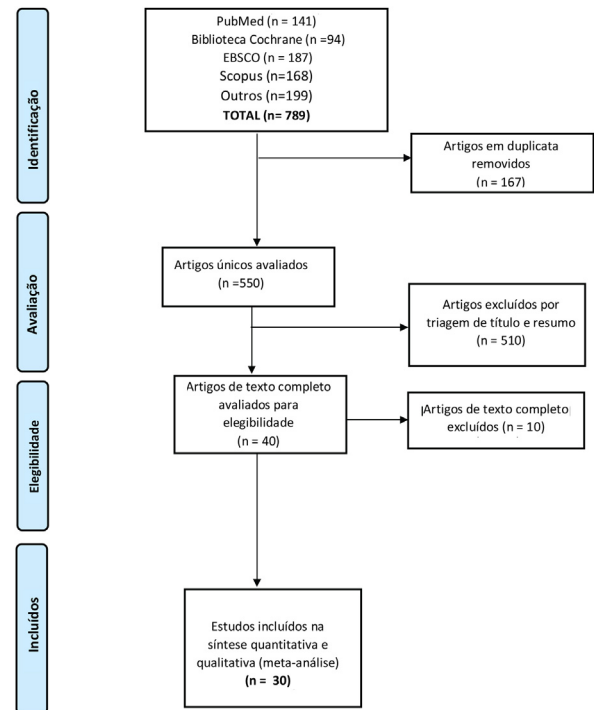 Identificação
PubMed (n = 141)
Biblioteca Cochrane (n =94)
EBSCO (n = 187)
Scopus (n=168)
Outros (n=199)
TOTAL (n= 789)
Artigos em duplicata
removidos
(n = 167)
Avaliação
Artigos únicos avaliados
(n =550)
Artigos excluídos por
triagem de título e resumo
(n = 510)
Elegibilidade
Artigos de texto completo
avaliados para
elegibilidade
(n = 40)
Artigos de texto completo
excluídos (n = 10)
Incluídos
Estudos incluídos na
síntese quantitativa e
qualitativa (meta-análise)
(n = 30)